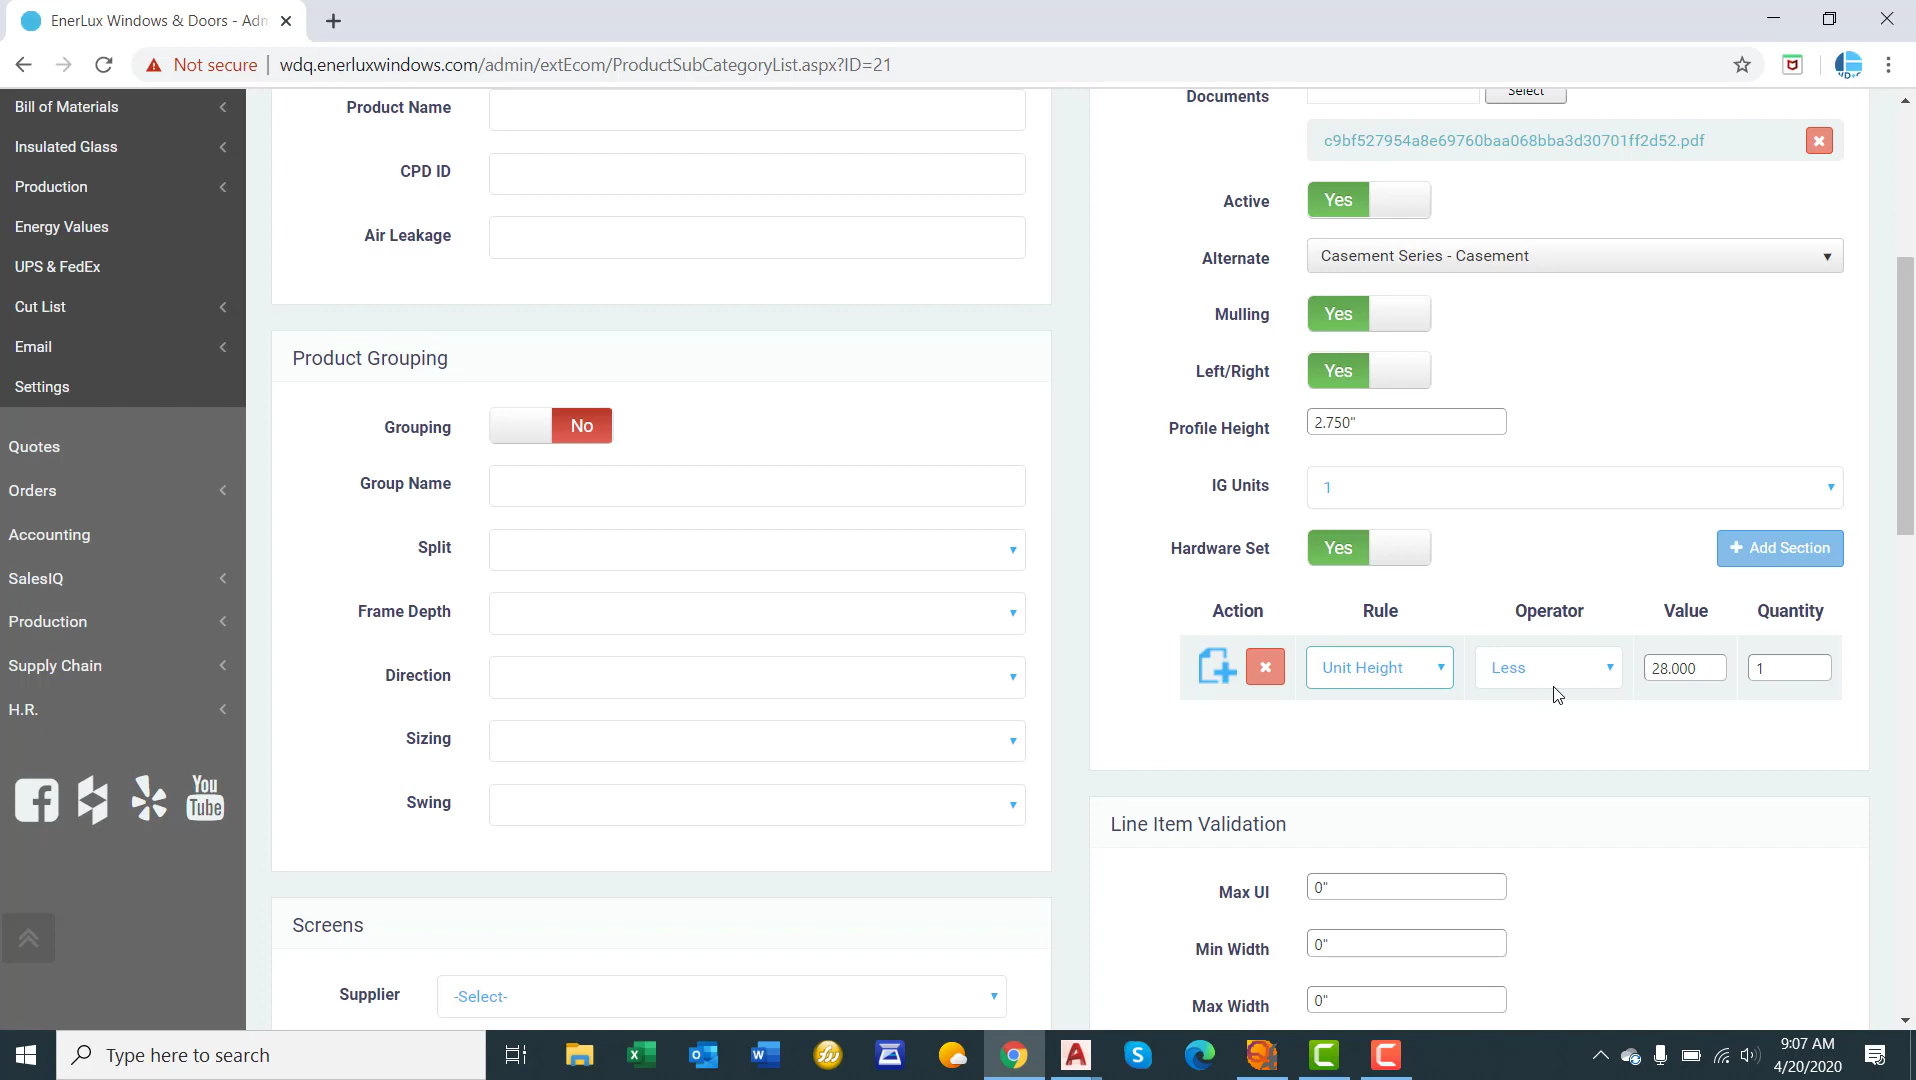 EnerLux Windows & Doors - Adm
Not secure
wdq.enerluxwindows.com/admin/extEcom/ProductSubCategoryList.aspx?ID=21
Bill of Materials
Insulated Glass
Production
Energy Values
UPS & FedEx
Cut List
Email
Settings
Quotes
Orders
Accounting
SalesIQ
Production
Supply Chain
H.R.
You
Tube
Product Name
CPD ID
Air Leakage
Product Grouping
Grouping
No
Group Name
Split
Frame Depth
Direction
Sizing
Swing
Screens
Supplier
-Select-
Documents
Select
c9bf527954a8e69760baa068bba3d30701ff2d52.pdf
Active
Yes
Alternate
Casement Series - Casement
Mulling
Yes
Left/Right
Yes
Profile Height
2.750"
IG Units
1
Hardware Set
Yes
Add Section
Action Rule Operator Value Quantity
Unit Height Less 28.000 1
Line Item Validation
Max UI
0"
Min Width
0"
Max Width
0"
Type here to search
9:07 AM
4/20/2020